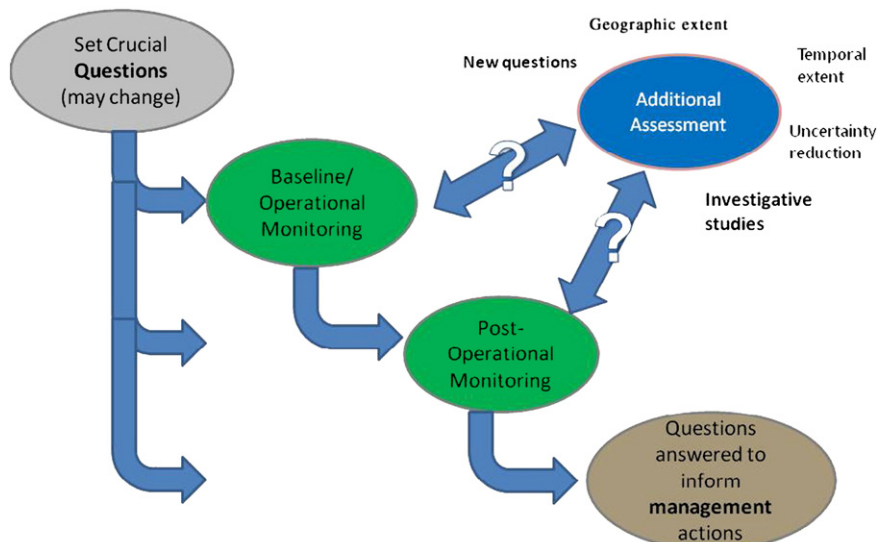 Set Crucial
Questions
(may change)
Geographic extent
New questions
Temporal
extent
Additional
Assessment
Uncertainty
reduction
Investigative
studies
?
?
Baseline/
Operational
Monitoring
Post-
Operational
Monitoring
Questions
answered to
inform
management
actions